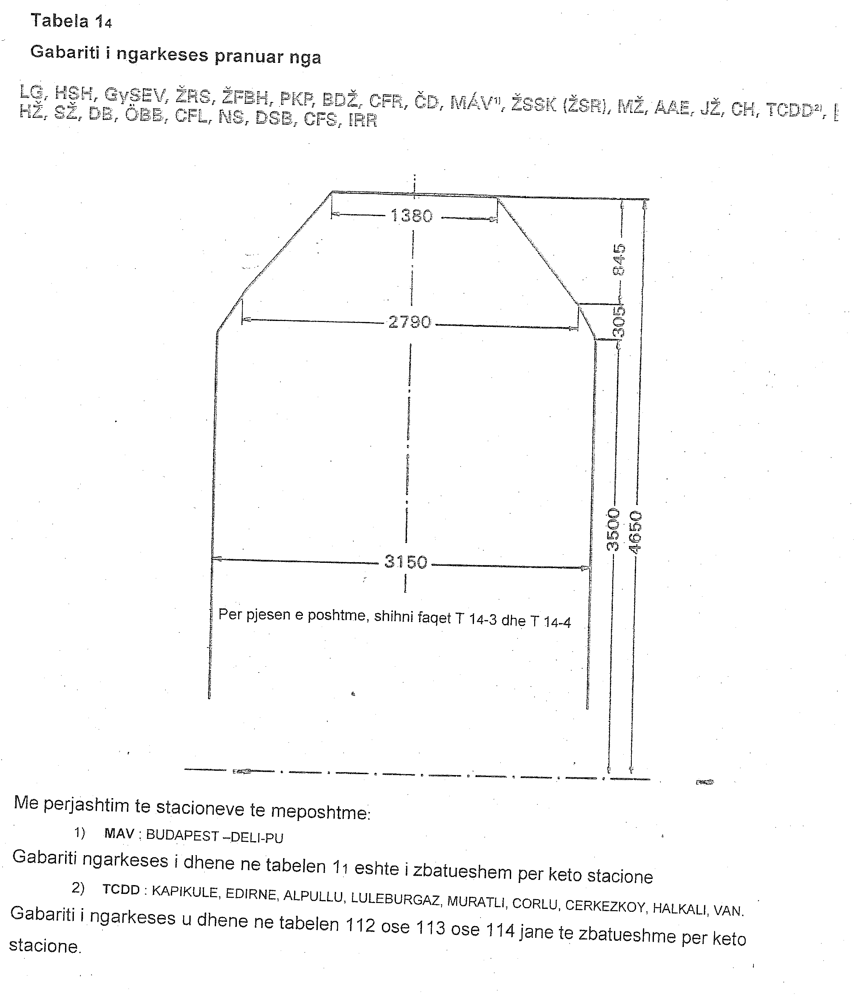 Tabela 14
Gabariti i ngarkeses pranuar nga
LG, HSH, GySEV, ŽRS, ŽFBH, PKP, BDŽ, CFR, ČD, MÁV¹⁾, ŽSSK (ŽSR), MŽ, AAE, JŽ, CH, TCDD²⁾,
HŽ, SŽ, DB, ÖBB, CFL, NS, DSB, CFS, IRR
1380
845
2790
305
3500
4650
3150
Per pjesen e poshtme, shihni faqet T 14-3 dhe T 14-4
Me perjashtim te stacioneve te meposhtme:
1) MAV : BUDAPEST –DELI-PU
Gabariti ngarkeses i dhene ne tabelen 11 eshte i zbatueshem per keto stacione
2) TCDD : KAPIKULE, EDIRNE, ALPULLU, LULEBURGAZ, MURATLI, CORLU, CERKEZKOY, HALKALI, VAN.
Gabariti i ngarkeses u dhene ne tabelen 112 ose 113 ose 114 jane te zbatueshme per keto
stacione.